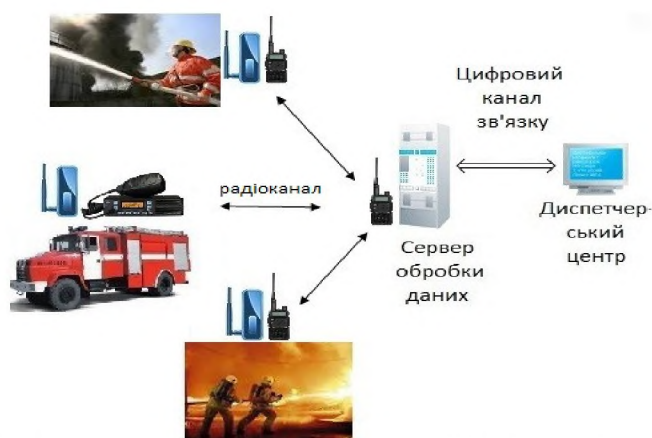 Цифровий
канал
зв'язку
радіоканал
Диспетчер-
ський
центр
Сервер
обробки
даних